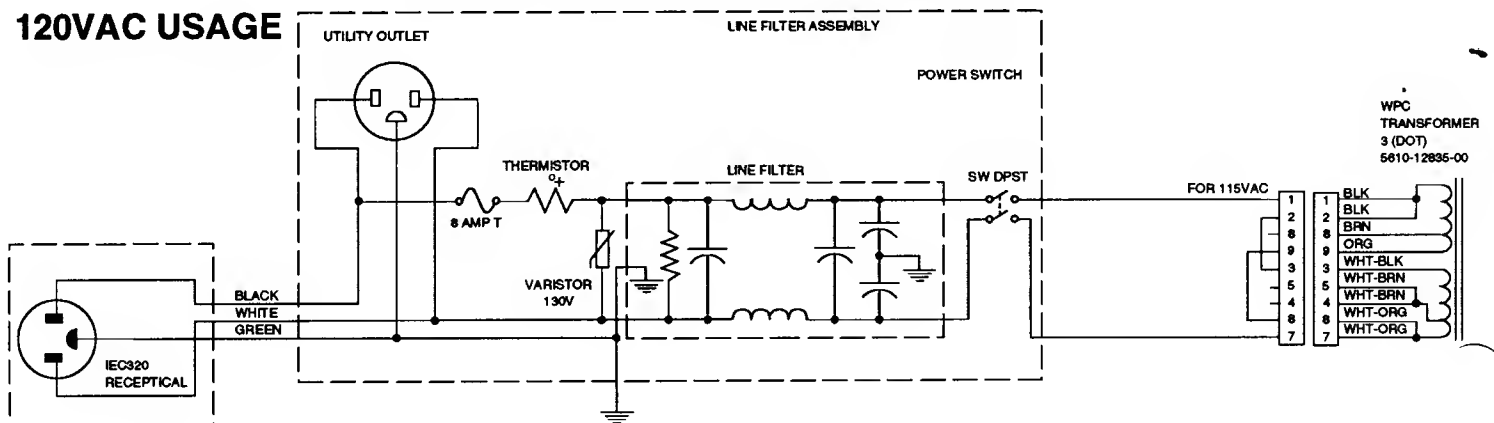 120VAC USAGE
UTILITY OUTLET
LINE FILTER ASSEMBLY
POWER SWITCH
WPC
TRANSFORMER
3 (DOT)
5610-12835-00
THERMISTOR
o+
8 AMP T
LINE FILTER
SW DPST
FOR 115VAC
VARISTOR
130V
BLACK
WHITE
GREEN
IEC320
RECEPTICAL
1
2
8
9
3
5
4
8
7
1 BLK
2 BLK
8 BRN
9 ORG
3 WHT-BLK
5 WHT-BRN
4 WHT-BRN
8 WHT-ORG
7 WHT-ORG